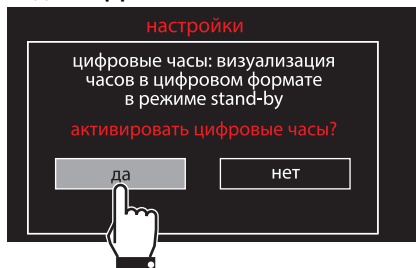 настройки
цифровые часы: визуализация
часов в цифровом формате
в режиме stand-by
активировать цифровые часы?
да
нет